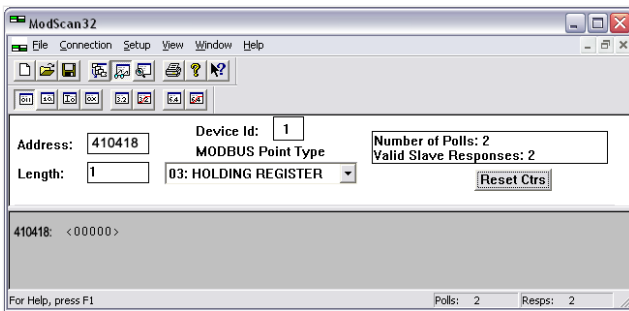 ModScan32
File Connection Setup View Window Help
Address: 410418
Device Id: 1
MODBUS Point Type
Length: 1
03: HOLDING REGISTER
Number of Polls: 2
Valid Slave Responses: 2
Reset Ctrs
410418: <00000>
For Help, press F1
Polls: 2
Resps: 2